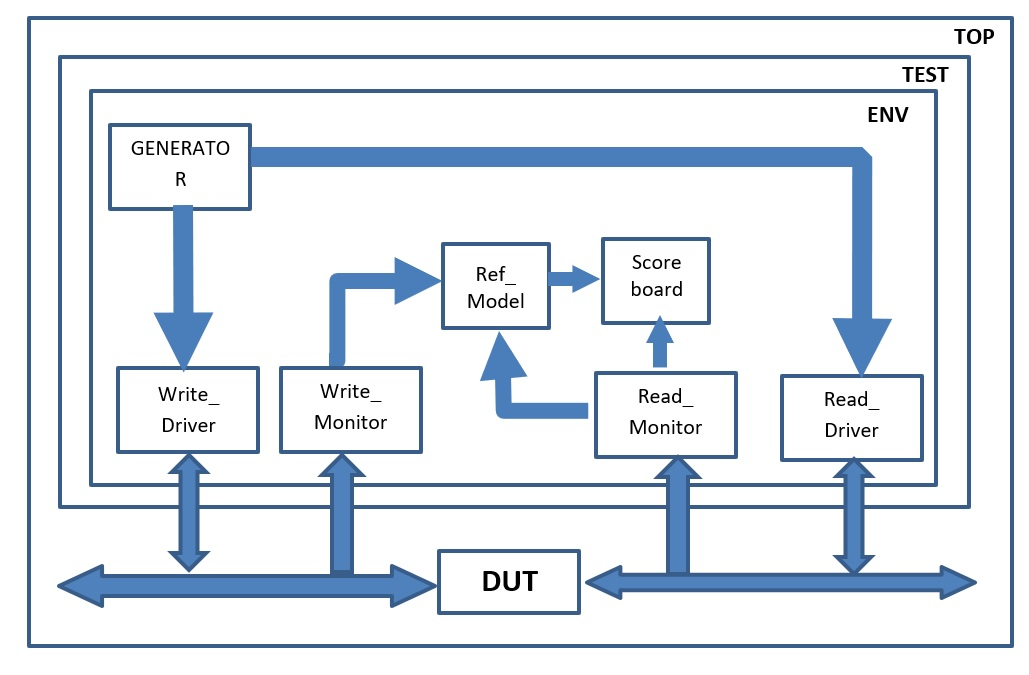 TOP
TEST
ENV
GENERATO
R
Ref_
Model
Score
board
Write_
Driver
Write_
Monitor
Read_
Monitor
Read_
Driver
DUT